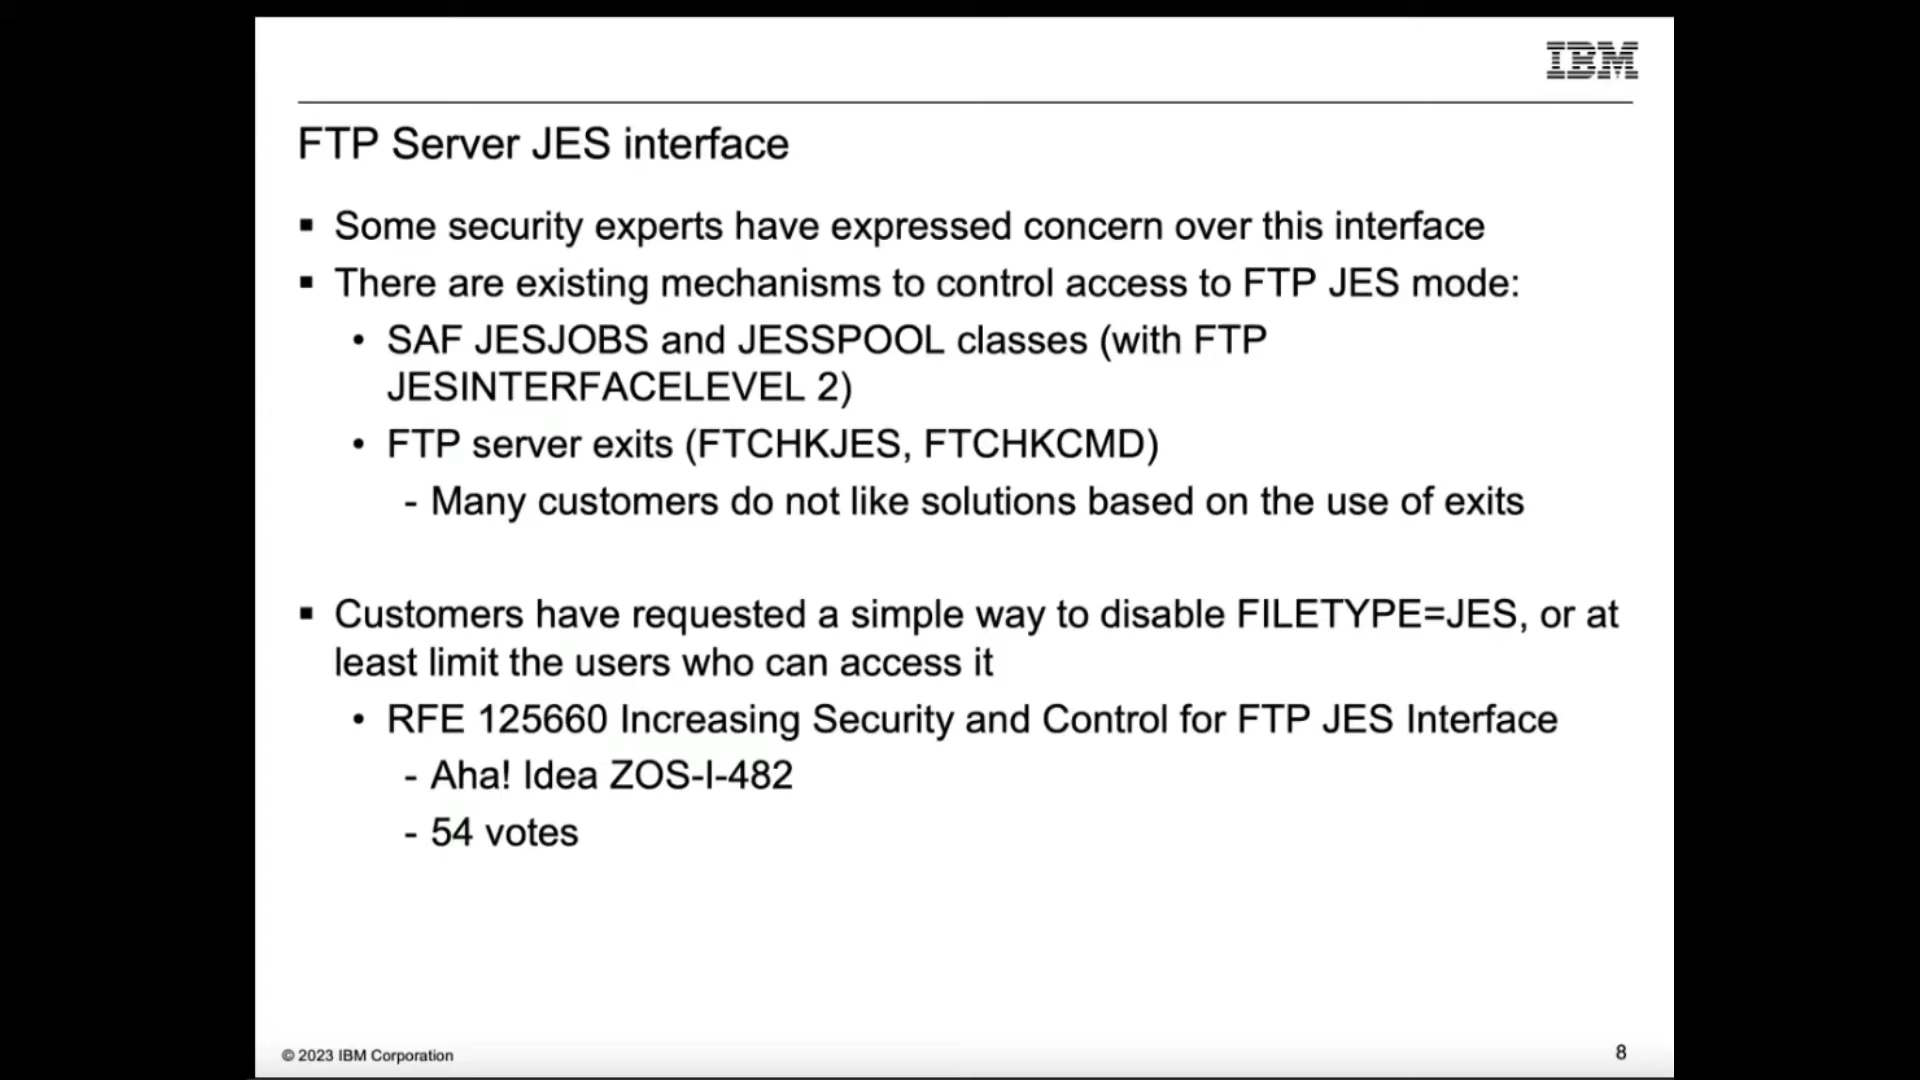 IBM
FTP Server JES interface
▪ Some security experts have expressed concern over this interface
▪ There are existing mechanisms to control access to FTP JES mode:
• SAF JESJOBS and JESSPOOL classes (with FTP
JESINTERFACELEVEL 2)
• FTP server exits (FTCHKJES, FTCHKCMD)
- Many customers do not like solutions based on the use of exits
▪ Customers have requested a simple way to disable FILETYPE=JES, or at
least limit the users who can access it
• RFE 125660 Increasing Security and Control for FTP JES Interface
- Aha! Idea ZOS-I-482
- 54 votes
© 2023 IBM Corporation
8